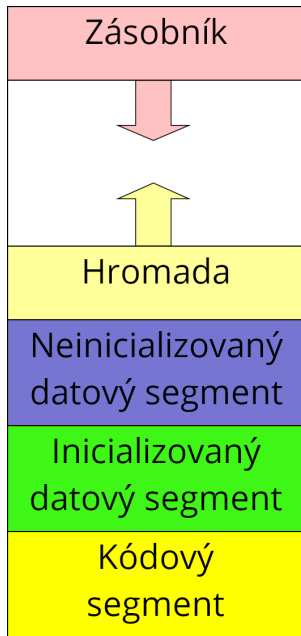 Zásobník
Hromada
Neinicializovaný
datový segment
Inicializovaný
datový segment
Kódový
segment